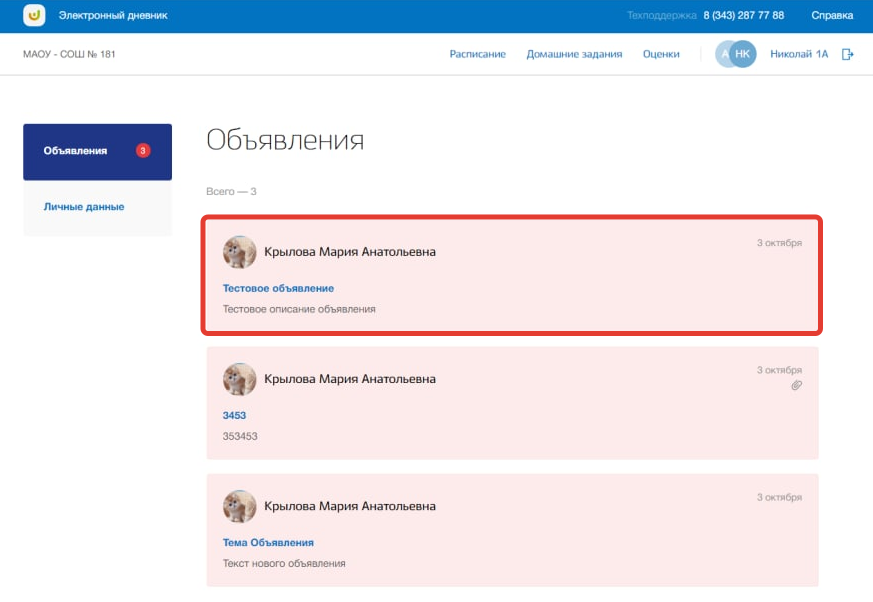 Электронный дневник
Техподдержка 8 (343) 287 77 88 Справка
МАОУ - СОШ № 181
Расписание Домашние задания Оценки
А НК Николай 1А
Объявления 3
Личные данные
Объявления
Всего — 3
Крылова Мария Анатольевна
3 октября
Тестовое объявление
Тестовое описание объявления
Крылова Мария Анатольевна
3 октября
3453
353453
Крылова Мария Анатольевна
3 октября
Тема Объявления
Текст нового объявления